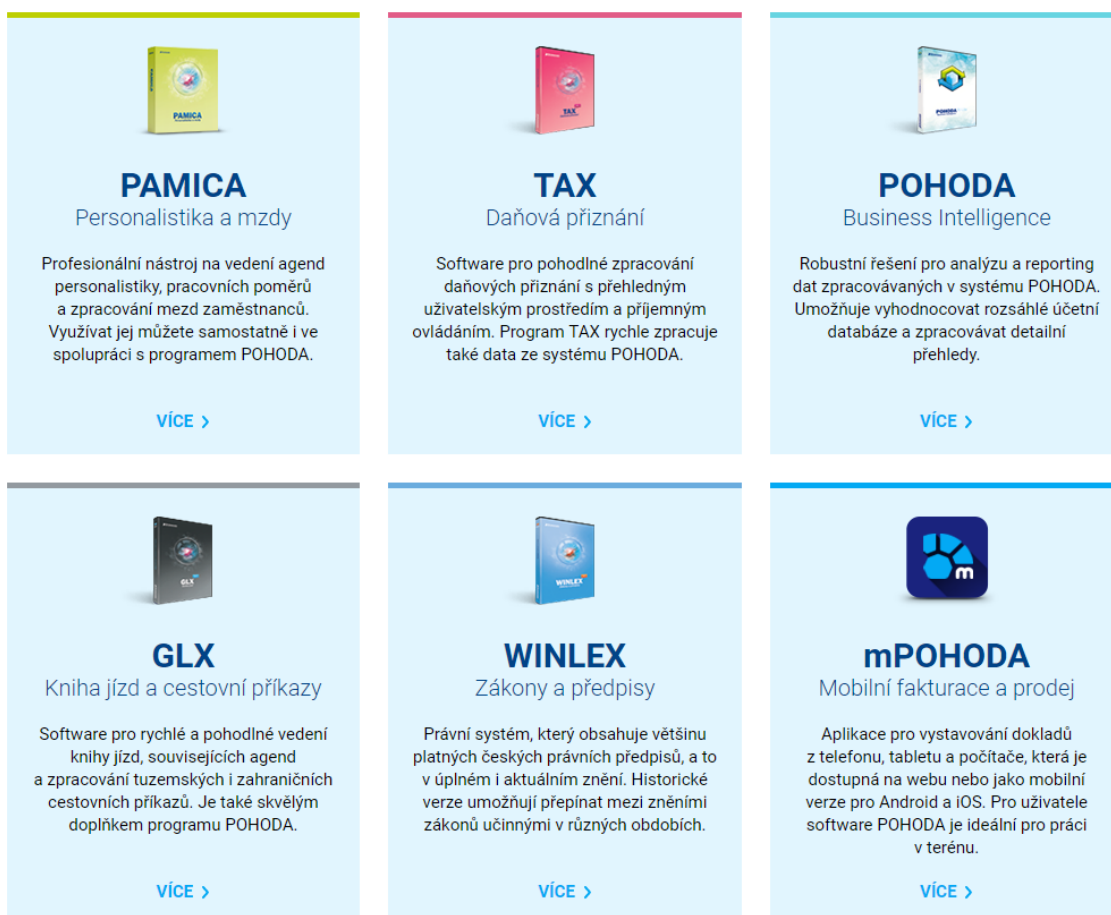 PAMICA
PAMICA
Personalistika a mzdy
Profesionální nástroj na vedení agend
personalistiky, pracovních poměrů
a zpracování mezd zaměstnanců.
Využívat jej můžete samostatně i ve
spolupráci s programem POHODA.
VÍCE
TAX
TAX
Daňová přiznání
Software pro pohodlné zpracování
daňových přiznání s přehledným
uživatelským prostředím a příjemným
ovládáním. Program TAX rychle zpracuje
také data ze systému POHODA.
VÍCE
POHODA
POHODA
Business Intelligence
Robustní řešení pro analýzu a reporting
dat zpracovávaných v systému POHODA.
Umožňuje vyhodnocovat rozsáhlé účetní
databáze a zpracovávat detailní
přehledy.
VÍCE
GLX
GLX
Kniha jízd a cestovní příkazy
Software pro rychlé a pohodlné vedení
knihy jízd, souvisejících agend
a zpracování tuzemských i zahraničních
cestovních příkazů. Je také skvělým
doplňkem programu POHODA.
VÍCE
WINLEX
WINLEX
Zákony a předpisy
Právní systém, který obsahuje většinu
platných českých právních předpisů, a to
v úplném i aktuálním znění. Historické
verze umožňují přepínat mezi zněními
zákonů učinnými v různých obdobích.
VÍCE
m
mPOHODA
Mobilní fakturace a prodej
Aplikace pro vystavování dokladů
z telefonu, tabletu a počítače, která je
dostupná na webu nebo jako mobilní
verze pro Android a iOS. Pro uživatele
software POHODA je ideální pro práci
v terénu.
VÍCE